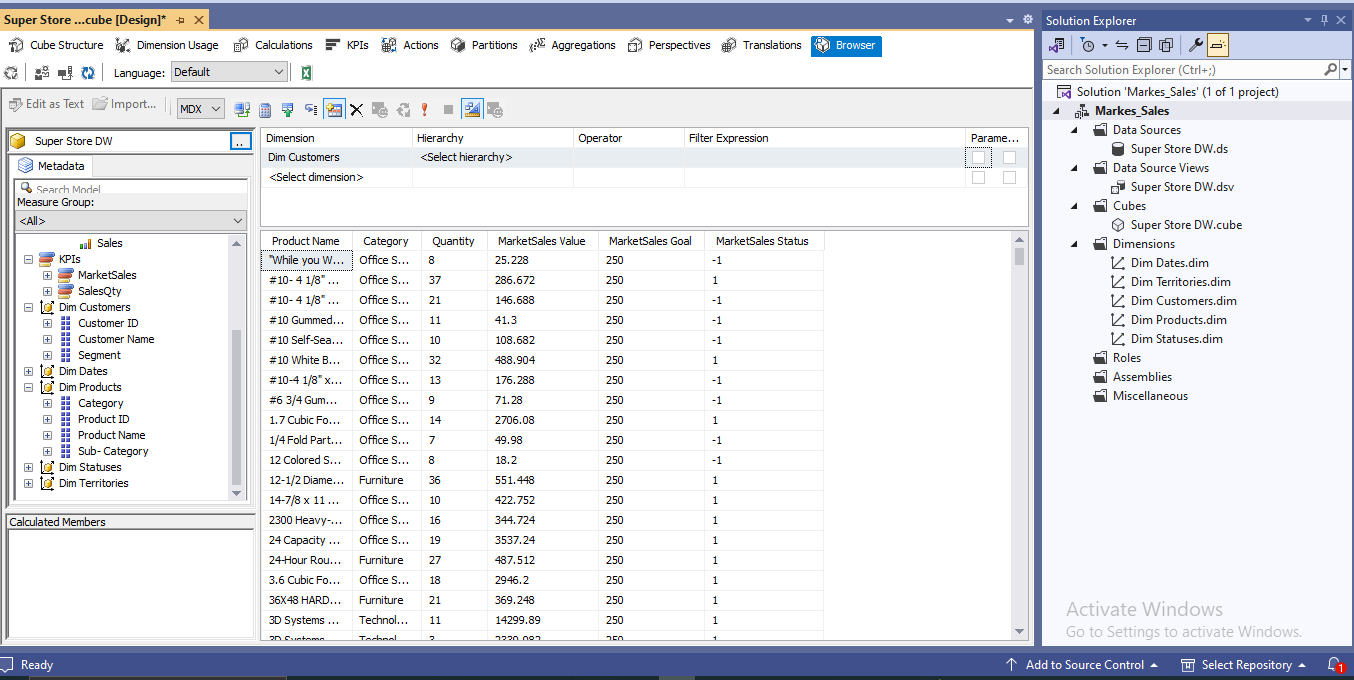 Super Store ...cube [Design]*
Cube Structure Dimension Usage Calculations KPIs Actions Partitions Aggregations Perspectives Translations Browser
Language: Default
Edit as Text Import... MDX
Super Store DW ..
Metadata
Search Model
Measure Group:
<All>
Sales
KPIs
MarketSales
SalesQty
Dim Customers
Customer ID
Customer Name
Segment
Dim Dates
Dim Products
Category
Product ID
Product Name
Sub- Category
Dim Statuses
Dim Territories
Calculated Members
Dimension Hierarchy Operator Filter Expression Parame...
Dim Customers <Select hierarchy>
<Select dimension>
Product Name Category Quantity MarketSales Value MarketSales Goal MarketSales Status
"While you W... Office S... 8 25.228 250 -1
#10- 4 1/8" ... Office S... 37 286.672 250 1
#10- 4 1/8" ... Office S... 21 146.688 250 -1
#10 Gummed... Office S... 11 41.3 250 -1
#10 Self-Sea... Office S... 10 108.682 250 -1
#10 White B... Office S... 32 488.904 250 1
#10-4 1/8" x... Office S... 13 176.288 250 -1
#6 3/4 Gum... Office S... 9 71.28 250 -1
1.7 Cubic Fo... Office S... 14 2706.08 250 1
1/4 Fold Part... Office S... 7 49.98 250 -1
12 Colored S... Office S... 8 18.2 250 -1
12-1/2 Diame... Furniture 36 551.448 250 1
14-7/8 x 11 ... Office S... 10 422.752 250 1
2300 Heavy-... Office S... 16 344.724 250 1
24 Capacity ... Office S... 19 3537.24 250 1
24-Hour Rou... Furniture 27 487.512 250 1
3.6 Cubic Fo... Office S... 18 2946.2 250 1
36X48 HARD... Furniture 21 369.248 250 1
3D Systems ... Technol... 11 14299.89 250 1
3D Systems Technol 3 250 1
Solution Explorer
Search Solution Explorer (Ctrl+;)
Solution 'Markes_Sales' (1 of 1 project)
Markes_Sales
Data Sources
Super Store DW.ds
Data Source Views
Super Store DW.dsv
Cubes
Super Store DW.cube
Dimensions
Dim Dates.dim
Dim Territories.dim
Dim Customers.dim
Dim Products.dim
Dim Statuses.dim
Roles
Assemblies
Miscellaneous
Activate Windows
Go to Settings to activate Windows.
Ready Add to Source Control Select Repository 1